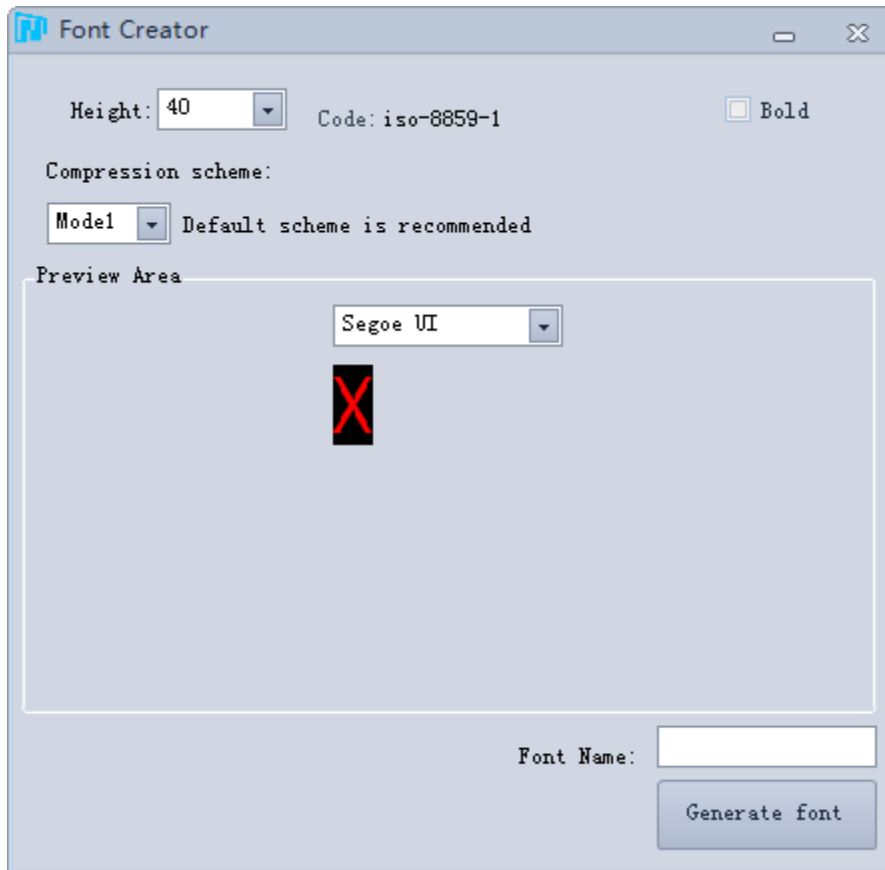 Font Creator
Height: 40 Code: iso-8859-1 Bold
Compression scheme:
Mode1 Default scheme is recommended
Preview Area
Segoe UI
X
Font Name:
Generate font